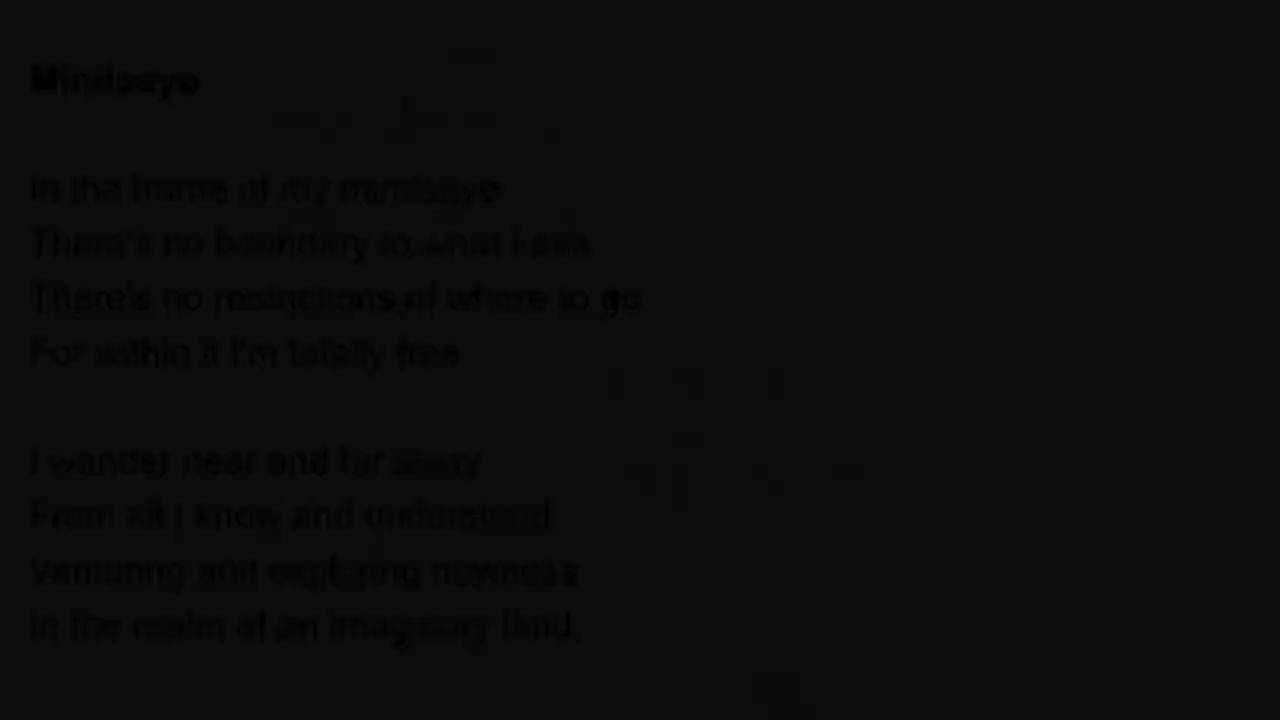 Mindseye
In the frame of my mindseye
There's no boundary to what I see
There's no restrictions of where to go
For within it I'm totally free
I wander near and far away
From all I know and understand
Venturing and exploring newness
In the realm of an imaginary land.